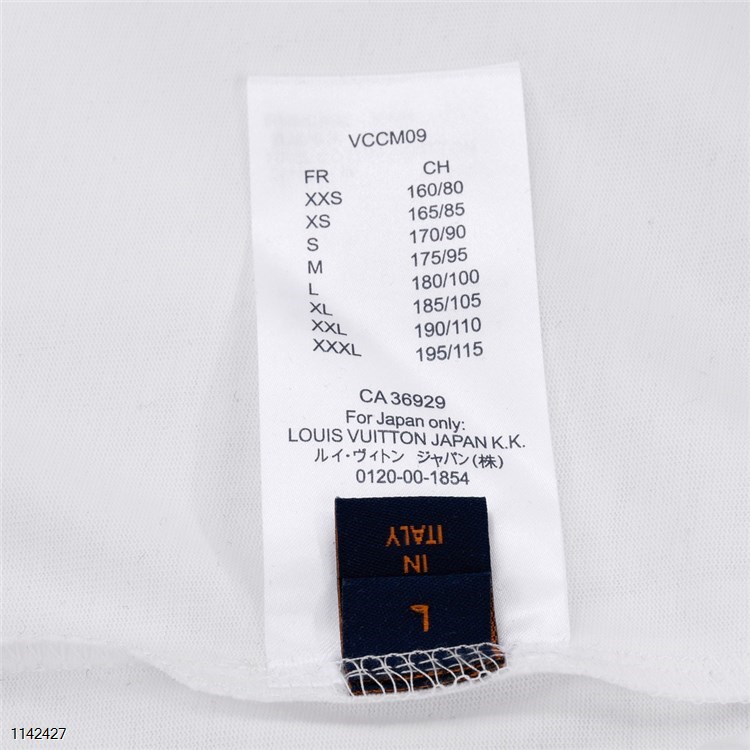 VCCM09
FR CH
XXS 160/80
XS 165/85
S 170/90
M 175/95
L 180/100
XL 185/105
XXL 190/110
XXXL 195/115
CA 36929
For Japan only:
LOUIS VUITTON JAPAN K.K.
ルイ・ヴィトン ジャパン(株)
0120-00-1854
IN
ITALY
L
1142427